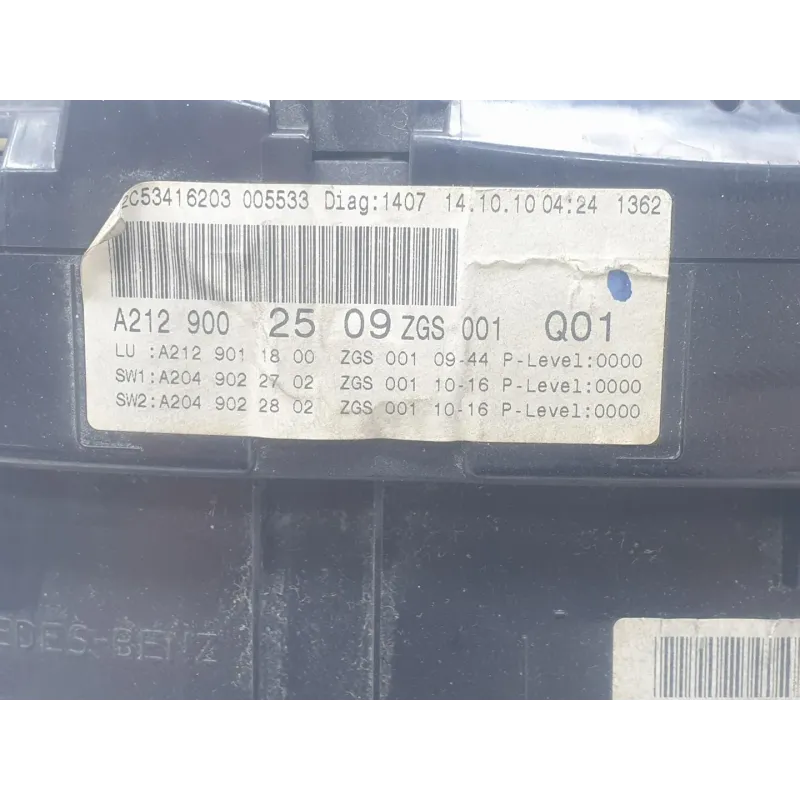 2C53416203 005533 Diag:1407 14.10.10 04:24 1362
A212 900 25 09 ZGS 001 Q01
LU :A212 901 18 00 ZGS 001 09-44 P-Level:0000
SW1:A204 902 27 02 ZGS 001 10-16 P-Level:0000
SW2:A204 902 28 02 ZGS 001 10-16 P-Level:0000
EDES-BENZ